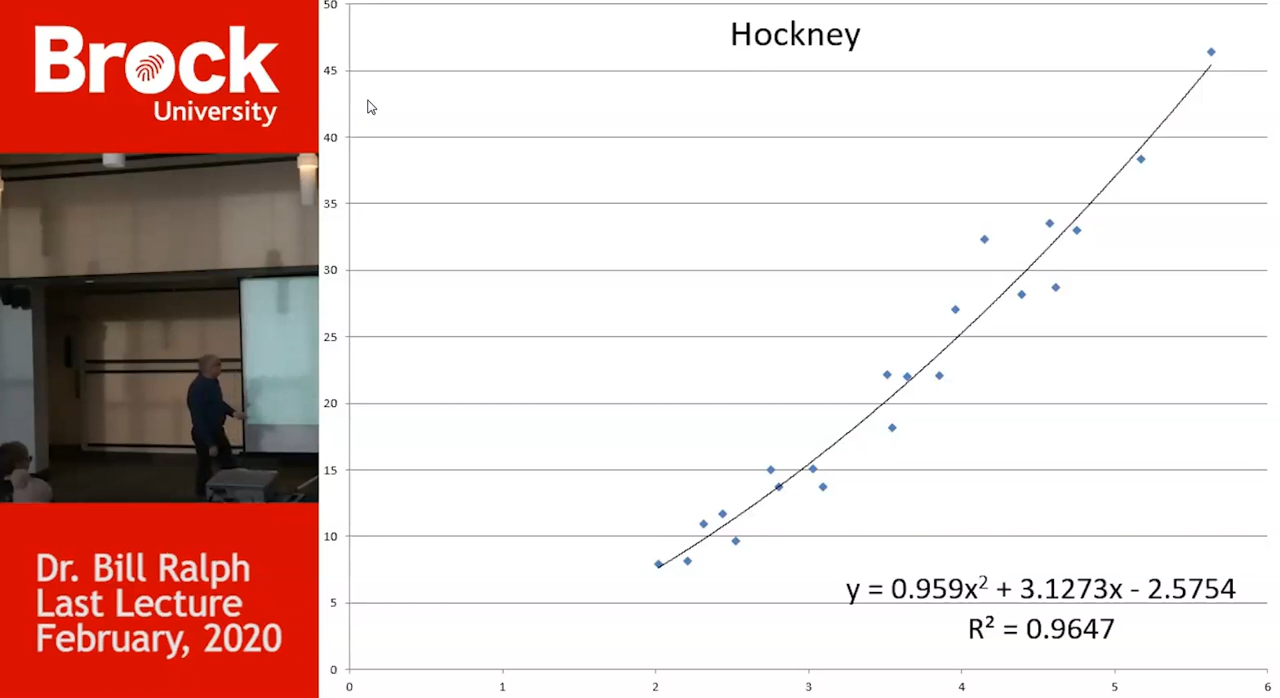 Brock
University
Dr. Bill Ralph
Last Lecture
February, 2020
Hockney
50
45
40
35
30
25
20
15
10
5
0
0 1 2 3 4 5 6
y = 0.959x² + 3.1273x - 2.5754
R² = 0.9647